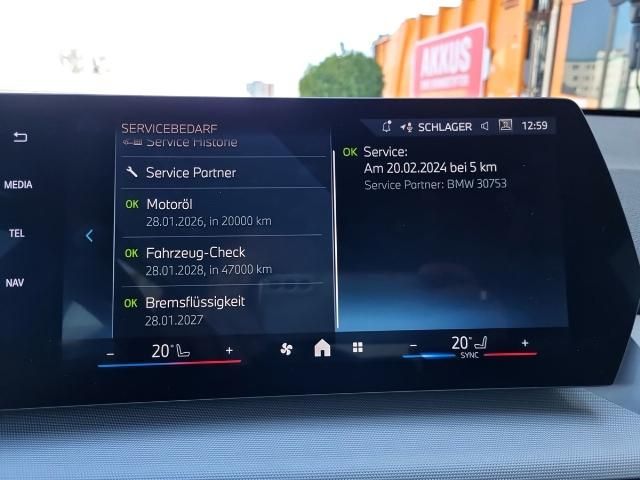 SERVICEBEDARF
SCHLAGER 12:59
Service Historie
Service Partner
OK Motoröl
28.01.2026, in 20000 km
OK Fahrzeug-Check
28.01.2028, in 47000 km
OK Bremsflüssigkeit
28.01.2027
OK Service:
Am 20.02.2024 bei 5 km
Service Partner: BMW 30753
MEDIA
TEL
NAV
- 20° +
- 20° +
SYNC
AKKUS